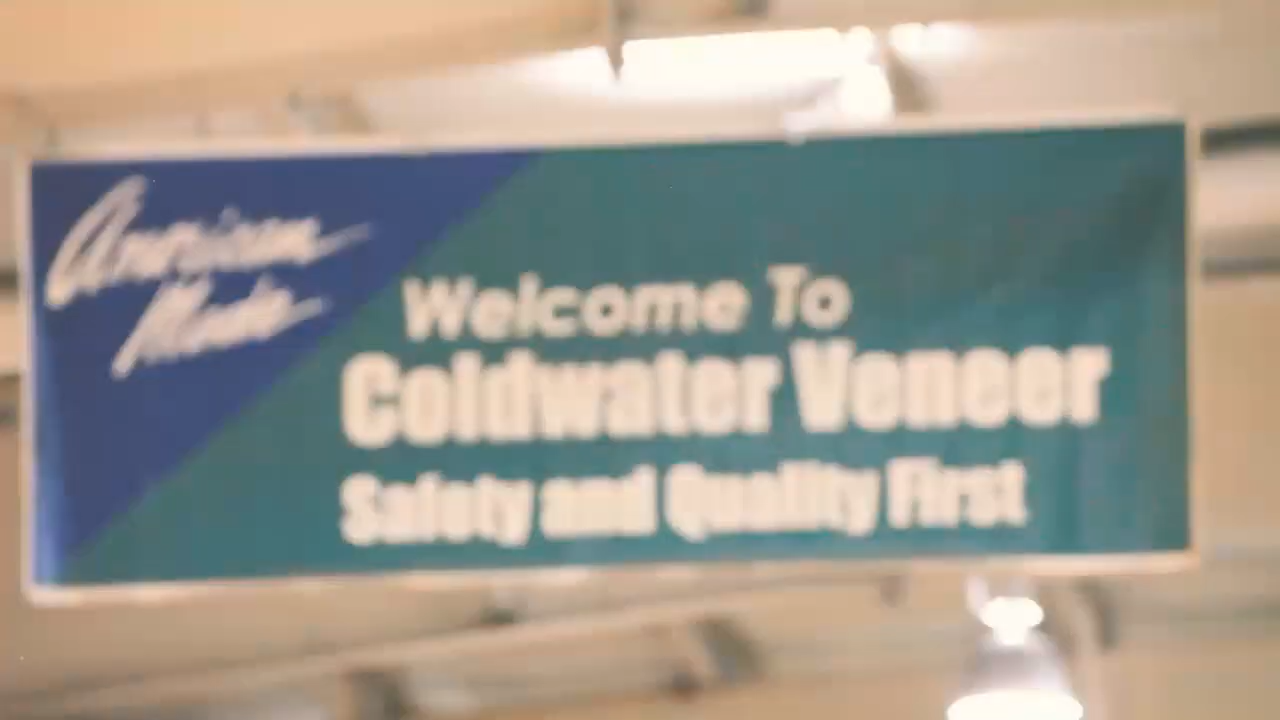 American
Made
Welcome To
Coldwater Veneer
Safety and Quality First